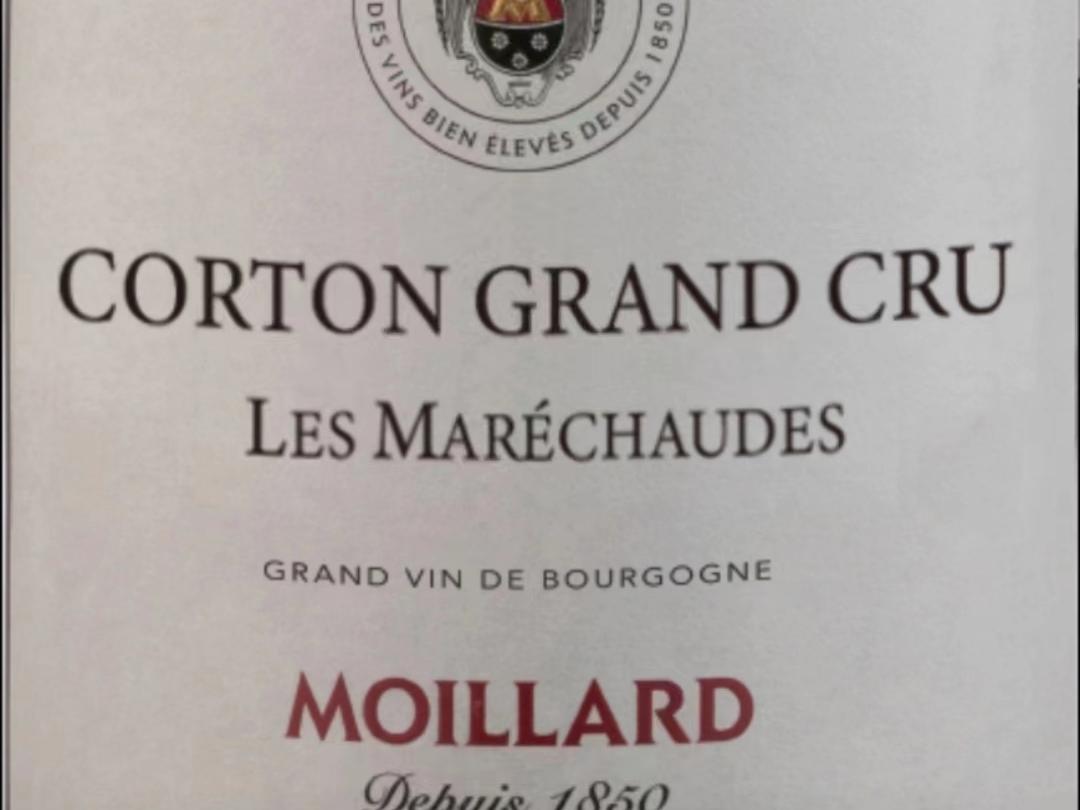 DES VINS BIEN ÉLEVÉS DEPUIS 1850
CORTON GRAND CRU
LES MARÉCHAUDES
GRAND VIN DE BOURGOGNE
MOILLARD
Depuis 1850